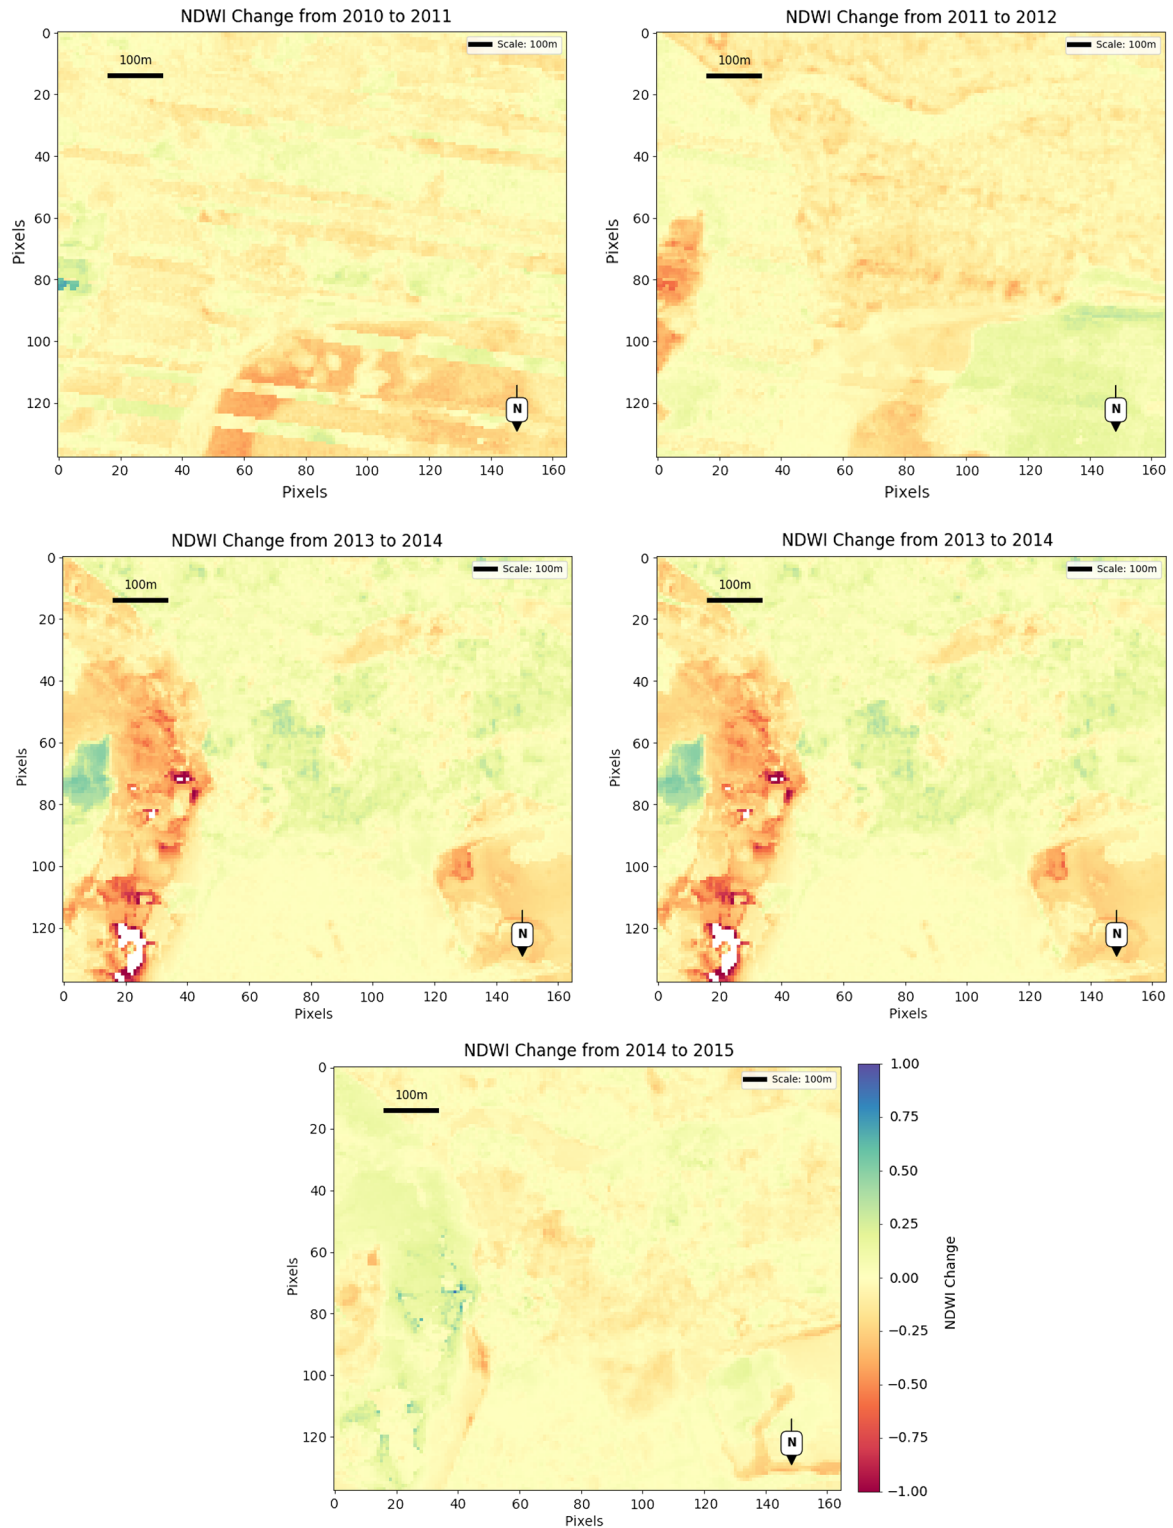 NDWI Change from 2010 to 2011
Scale: 100m
100m
0
20
40
60
80
100
120
Pixels
N
0 20 40 60 80 100 120 140 160
Pixels
NDWI Change from 2011 to 2012
Scale: 100m
100m
0
20
40
60
80
100
120
Pixels
N
0 20 40 60 80 100 120 140 160
Pixels
NDWI Change from 2013 to 2014
Scale: 100m
100m
0
20
40
60
80
100
120
Pixels
N
0 20 40 60 80 100 120 140 160
Pixels
NDWI Change from 2013 to 2014
Scale: 100m
100m
0
20
40
60
80
100
120
Pixels
N
0 20 40 60 80 100 120 140 160
Pixels
NDWI Change from 2014 to 2015
Scale: 100m
100m
0
20
40
60
80
100
120
Pixels
N
0 20 40 60 80 100 120 140 160
Pixels
1.00
0.75
0.50
0.25
0.00
−0.25
−0.50
−0.75
−1.00
NDWI Change